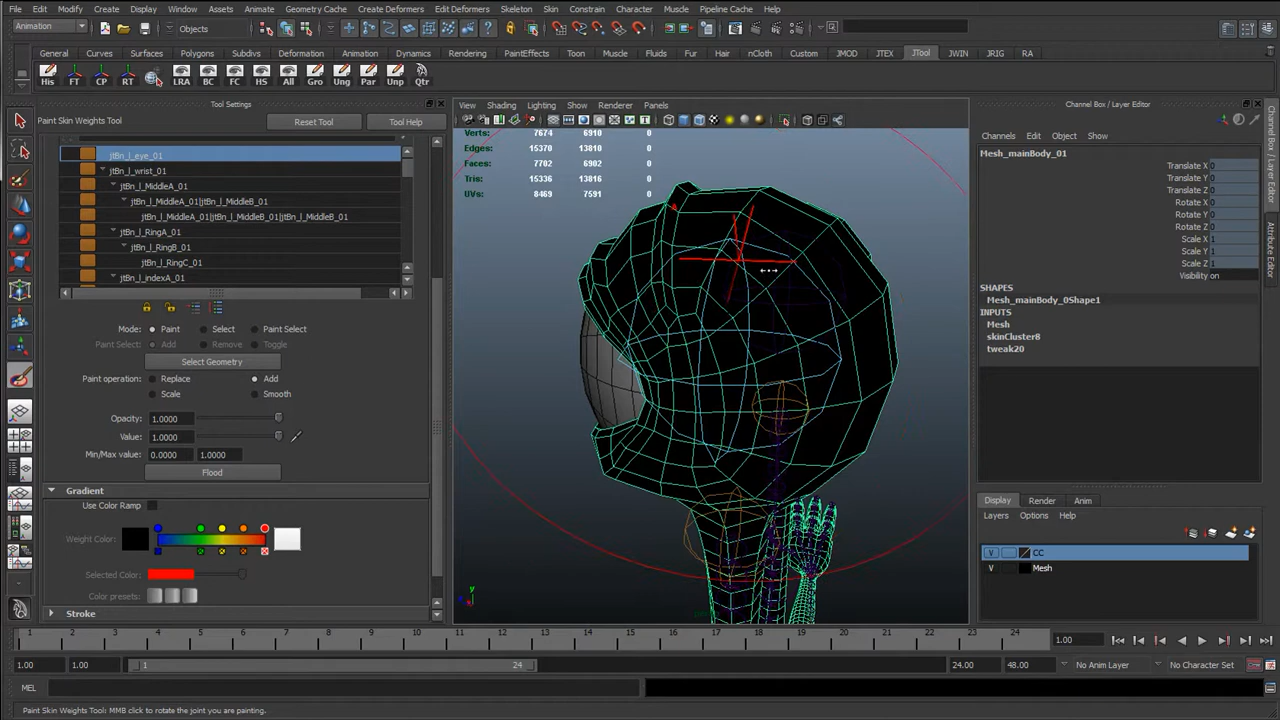 File Edit Modify Create Display Window Assets Animate Geometry Cache Create Deformers Edit Deformers Skeleton Skin Constrain Character Muscle Pipeline Cache Help
Animation Objects
General Curves Surfaces Polygons Subdivs Deformation Animation Dynamics Rendering PaintEffects Toon Muscle Fluids Fur Hair nCloth Custom JMOD JTEX JTool JWIN JRIG RA
His FT CP RT LRA BC FC HS All Gro Ung Par Unp Qtr
Tool Settings
Paint Skin Weights Tool Reset Tool Tool Help
jtBn_l_eye_01
jtBn_l_wrist_01
jtBn_l_MiddleA_01
jtBn_l_MiddleA_01|jtBn_l_MiddleB_01
jtBn_l_MiddleA_01|jtBn_l_MiddleB_01|jtBn_l_MiddleB_01
jtBn_l_RingA_01
jtBn_l_RingB_01
jtBn_l_RingC_01
jtBn_l_indexA_01
Mode: Paint Select Paint Select
Paint Select: Add Remove Toggle
Select Geometry
Paint operation: Replace Add
Scale Smooth
Opacity: 1.0000
Value: 1.0000
Min/Max value: 0.0000 1.0000
Flood
Gradient
Use Color Ramp
Weight Color:
Selected Color:
Color presets:
Stroke
View Shading Lighting Show Renderer Panels
Verts: 7674 6910 0
Edges: 15370 13810 0
Faces: 7702 6902 0
Tris: 15336 13816 0
UVs: 8469 7591 0
y
Channel Box / Layer Editor
Channels Edit Object Show
Mesh_mainBody_01
Translate X 0
Translate Y 0
Translate Z 0
Rotate X 0
Rotate Y 0
Rotate Z 0
Scale X 1
Scale Y 1
Scale Z 1
Visibility on
SHAPES
Mesh_mainBody_0Shape1
INPUTS
Mesh
skinCluster8
tweak20
Display Render Anim
Layers Options Help
V CC
V Mesh
Channel Box / Layer Editor
Attribute Editor
1 2 3 4 5 6 7 8 9 10 11 12 13 14 15 16 17 18 19 20 21 22 23 24 1.00
1.00 1.00 1 24 24.00 48.00 No Anim Layer No Character Set
MEL
Paint Skin Weights Tool: MMB click to rotate the joint you are painting.